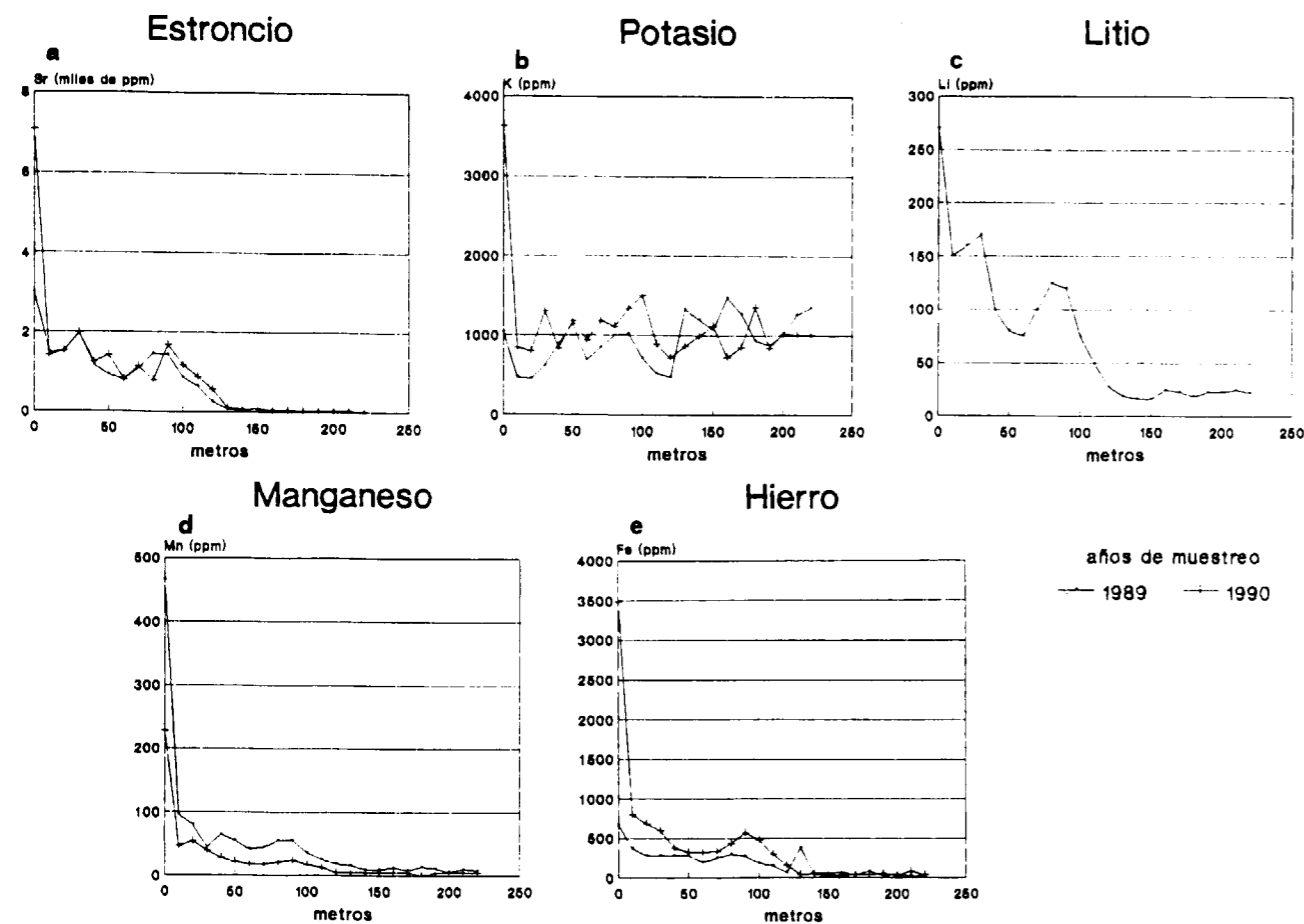 Estroncio
Potasio
Litio
a
b
c
Sr (miles de ppm)
K (ppm)
Li (ppm)
8
6
4
2
0
0 50 100 150 200 250
metros
4000
3000
2000
1000
0
0 50 100 150 200 250
metros
300
250
200
150
100
50
0
0 50 100 150 200 250
metros
Manganeso
Hierro
d
e
Mn (ppm)
Fe (ppm)
500
400
300
200
100
0
0 50 100 150 200 250
metros
4000
3500
3000
2500
2000
1500
1000
500
0
0 50 100 150 200 250
metros
años de muestreo
1989 1990